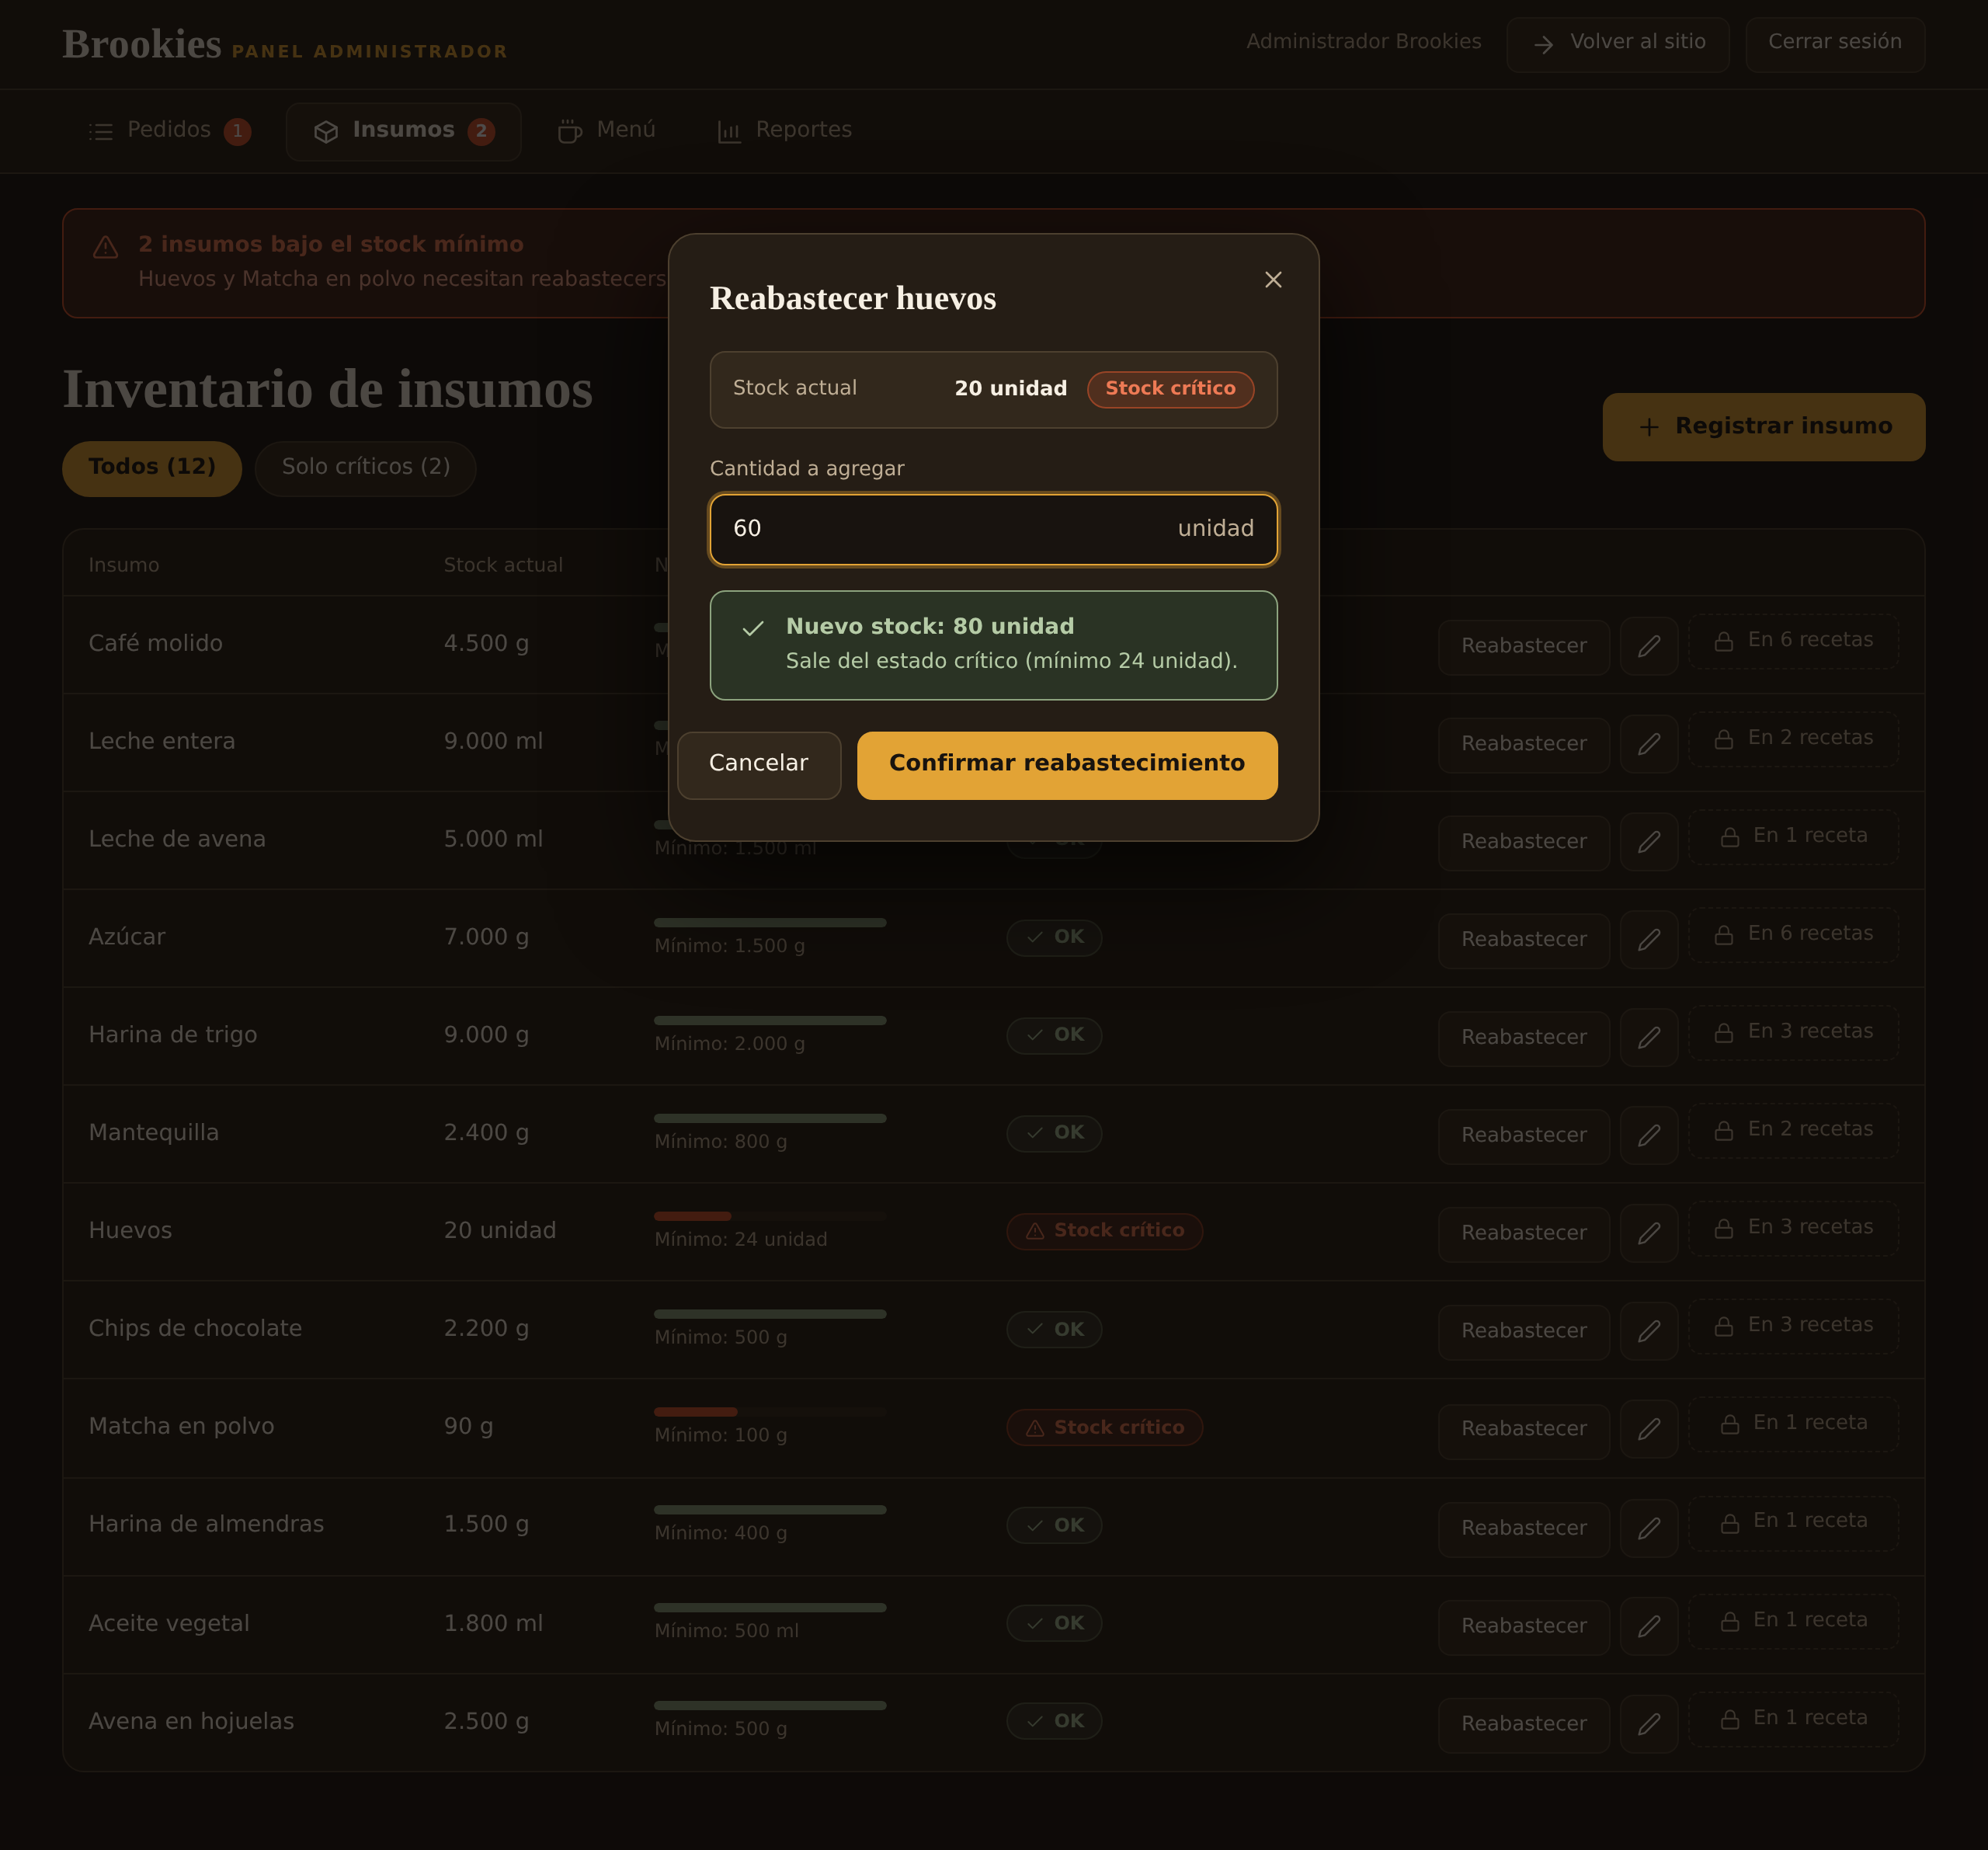 Brookies PANEL ADMINISTRADOR
Administrador Brookies
Volver al sitio
Cerrar sesión
Pedidos 1
Insumos 2
Menú
Reportes
2 insumos bajo el stock mínimo
Huevos y Matcha en polvo necesitan
Inventario de insumos
Todos (12)
Solo críticos (2)
Registrar insumo
Reabastecer huevos
Stock actual 20 unidad Stock crítico
Cantidad a agregar
60 unidad
Nuevo stock: 80 unidad
Sale del estado crítico (mínimo 24 unidad).
Cancelar
Confirmar reabastecimiento
Insumo Stock actual
Café molido 4.500 g Reabastecer En 6 recetas
Leche entera 9.000 ml Reabastecer En 2 recetas
Leche de avena 5.000 ml Mínimo: 1.500 ml OK Reabastecer En 1 receta
Azúcar 7.000 g Mínimo: 1.500 g OK Reabastecer En 6 recetas
Harina de trigo 9.000 g Mínimo: 2.000 g OK Reabastecer En 3 recetas
Mantequilla 2.400 g Mínimo: 800 g OK Reabastecer En 2 recetas
Huevos 20 unidad Mínimo: 24 unidad Stock crítico Reabastecer En 3 recetas
Chips de chocolate 2.200 g Mínimo: 500 g OK Reabastecer En 3 recetas
Matcha en polvo 90 g Mínimo: 100 g Stock crítico Reabastecer En 1 receta
Harina de almendras 1.500 g Mínimo: 400 g OK Reabastecer En 1 receta
Aceite vegetal 1.800 ml Mínimo: 500 ml OK Reabastecer En 1 receta
Avena en hojuelas 2.500 g Mínimo: 500 g OK Reabastecer En 1 receta